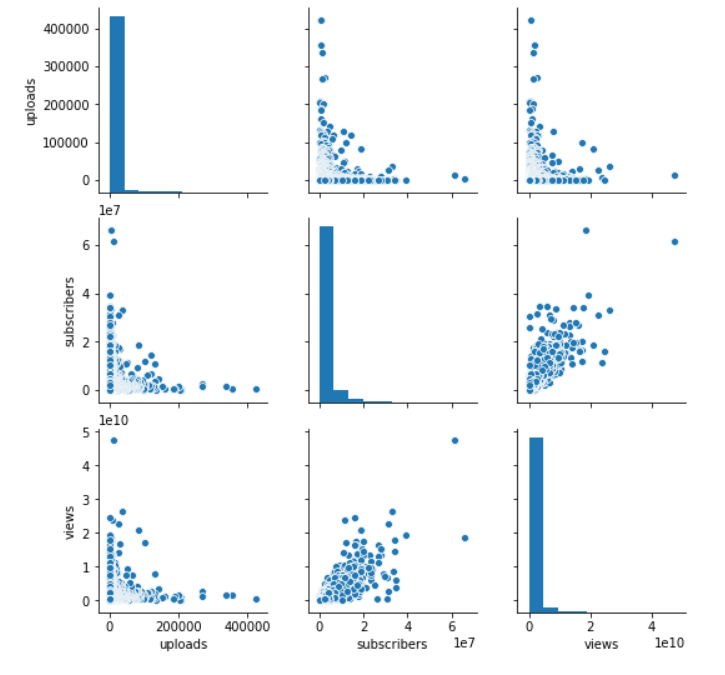 400000
300000
200000
100000
0
uploads
1e7
6
4
2
0
subscribers
1e10
5
4
3
2
1
0
views
0 200000 400000
uploads
0 2 4 6
1e7
subscribers
0 2 4
1e10
views